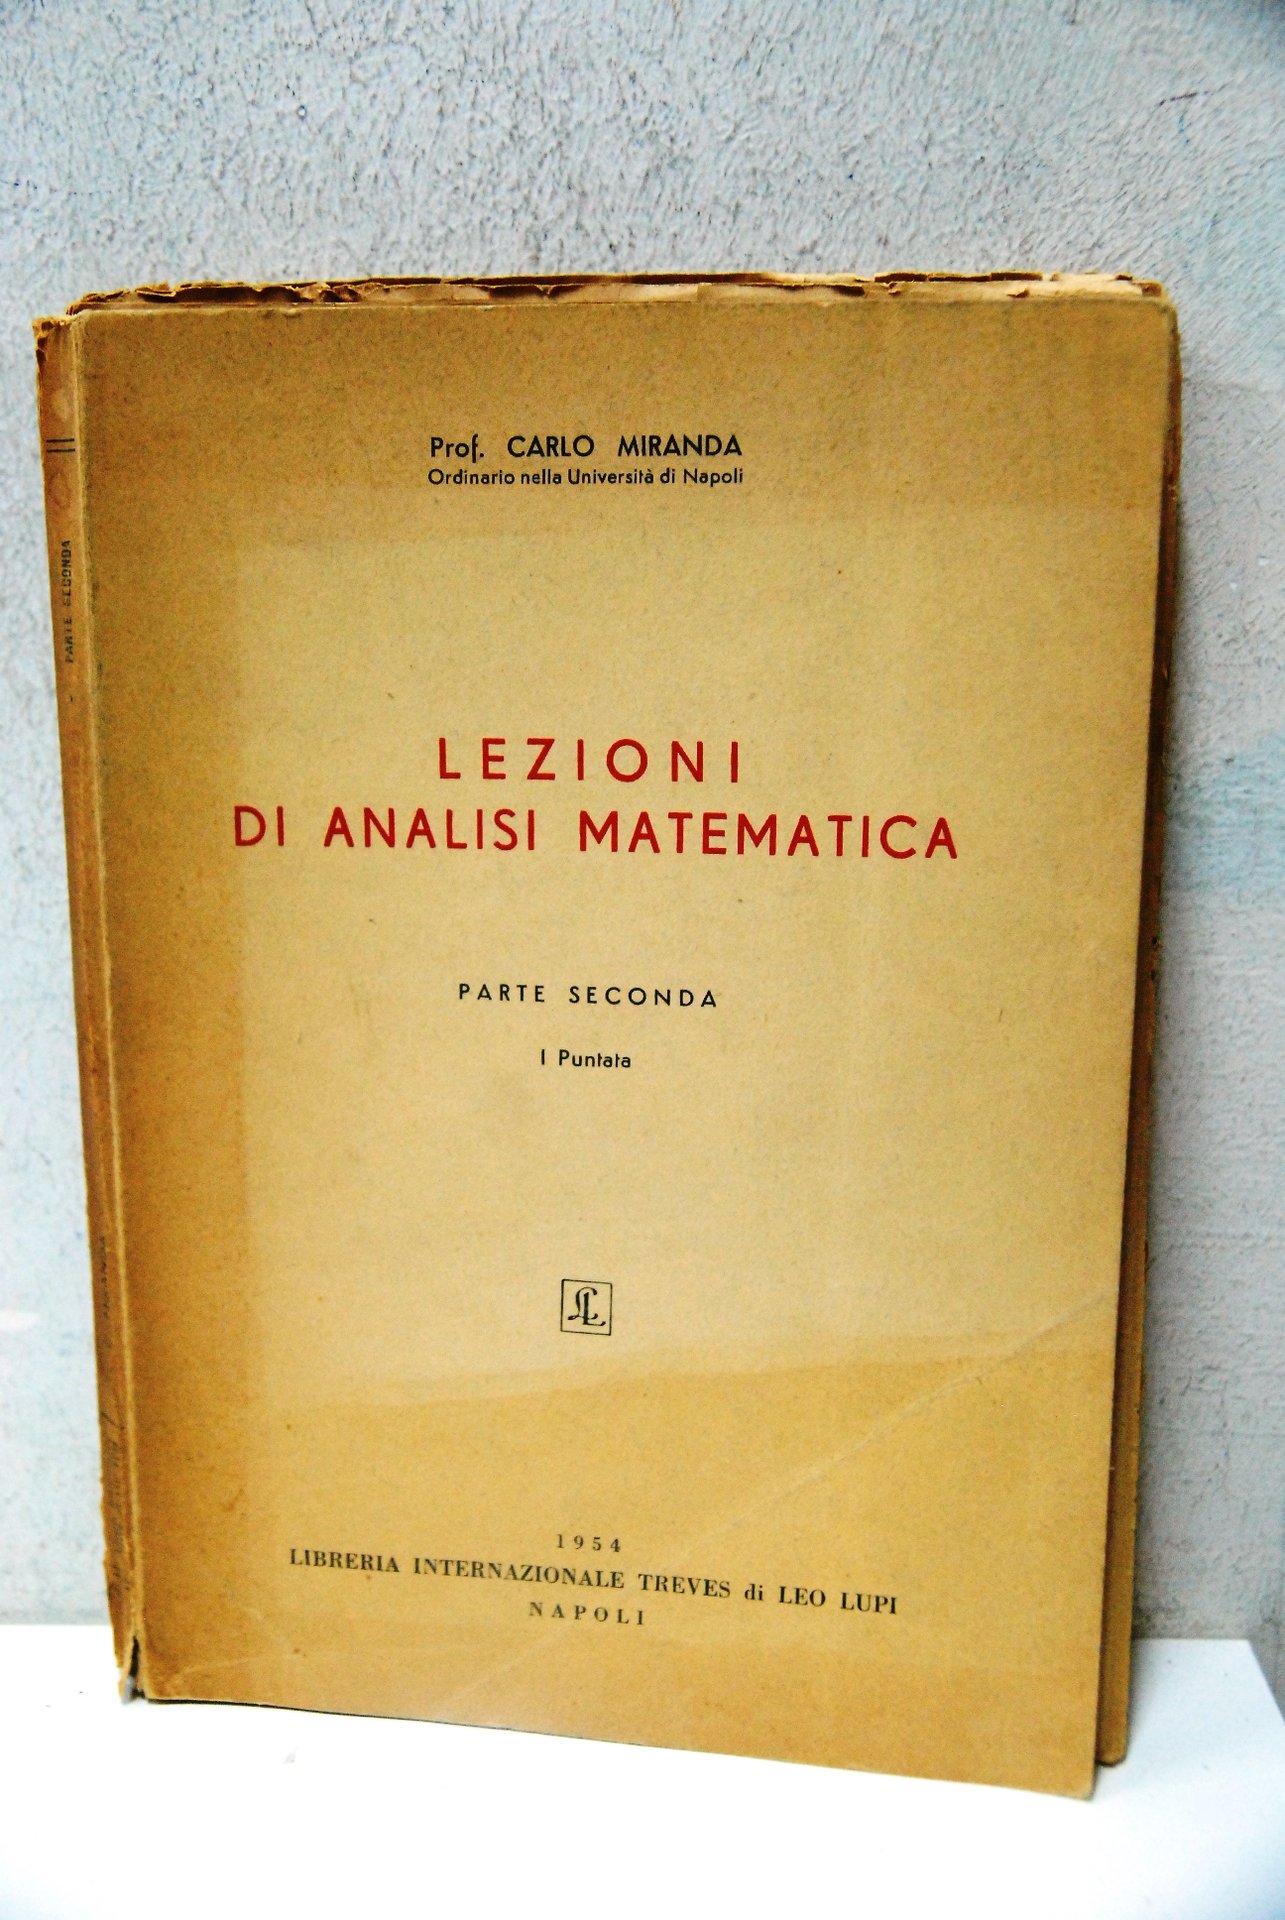 Prof. CARLO MIRANDA
Ordinario nella Università di Napoli
LEZIONI
DI ANALISI MATEMATICA
PARTE SECONDA
I Puntata
LL
1954
LIBRERIA INTERNAZIONALE TREVES di LEO LUPI
NAPOLI
PARTE SECONDA